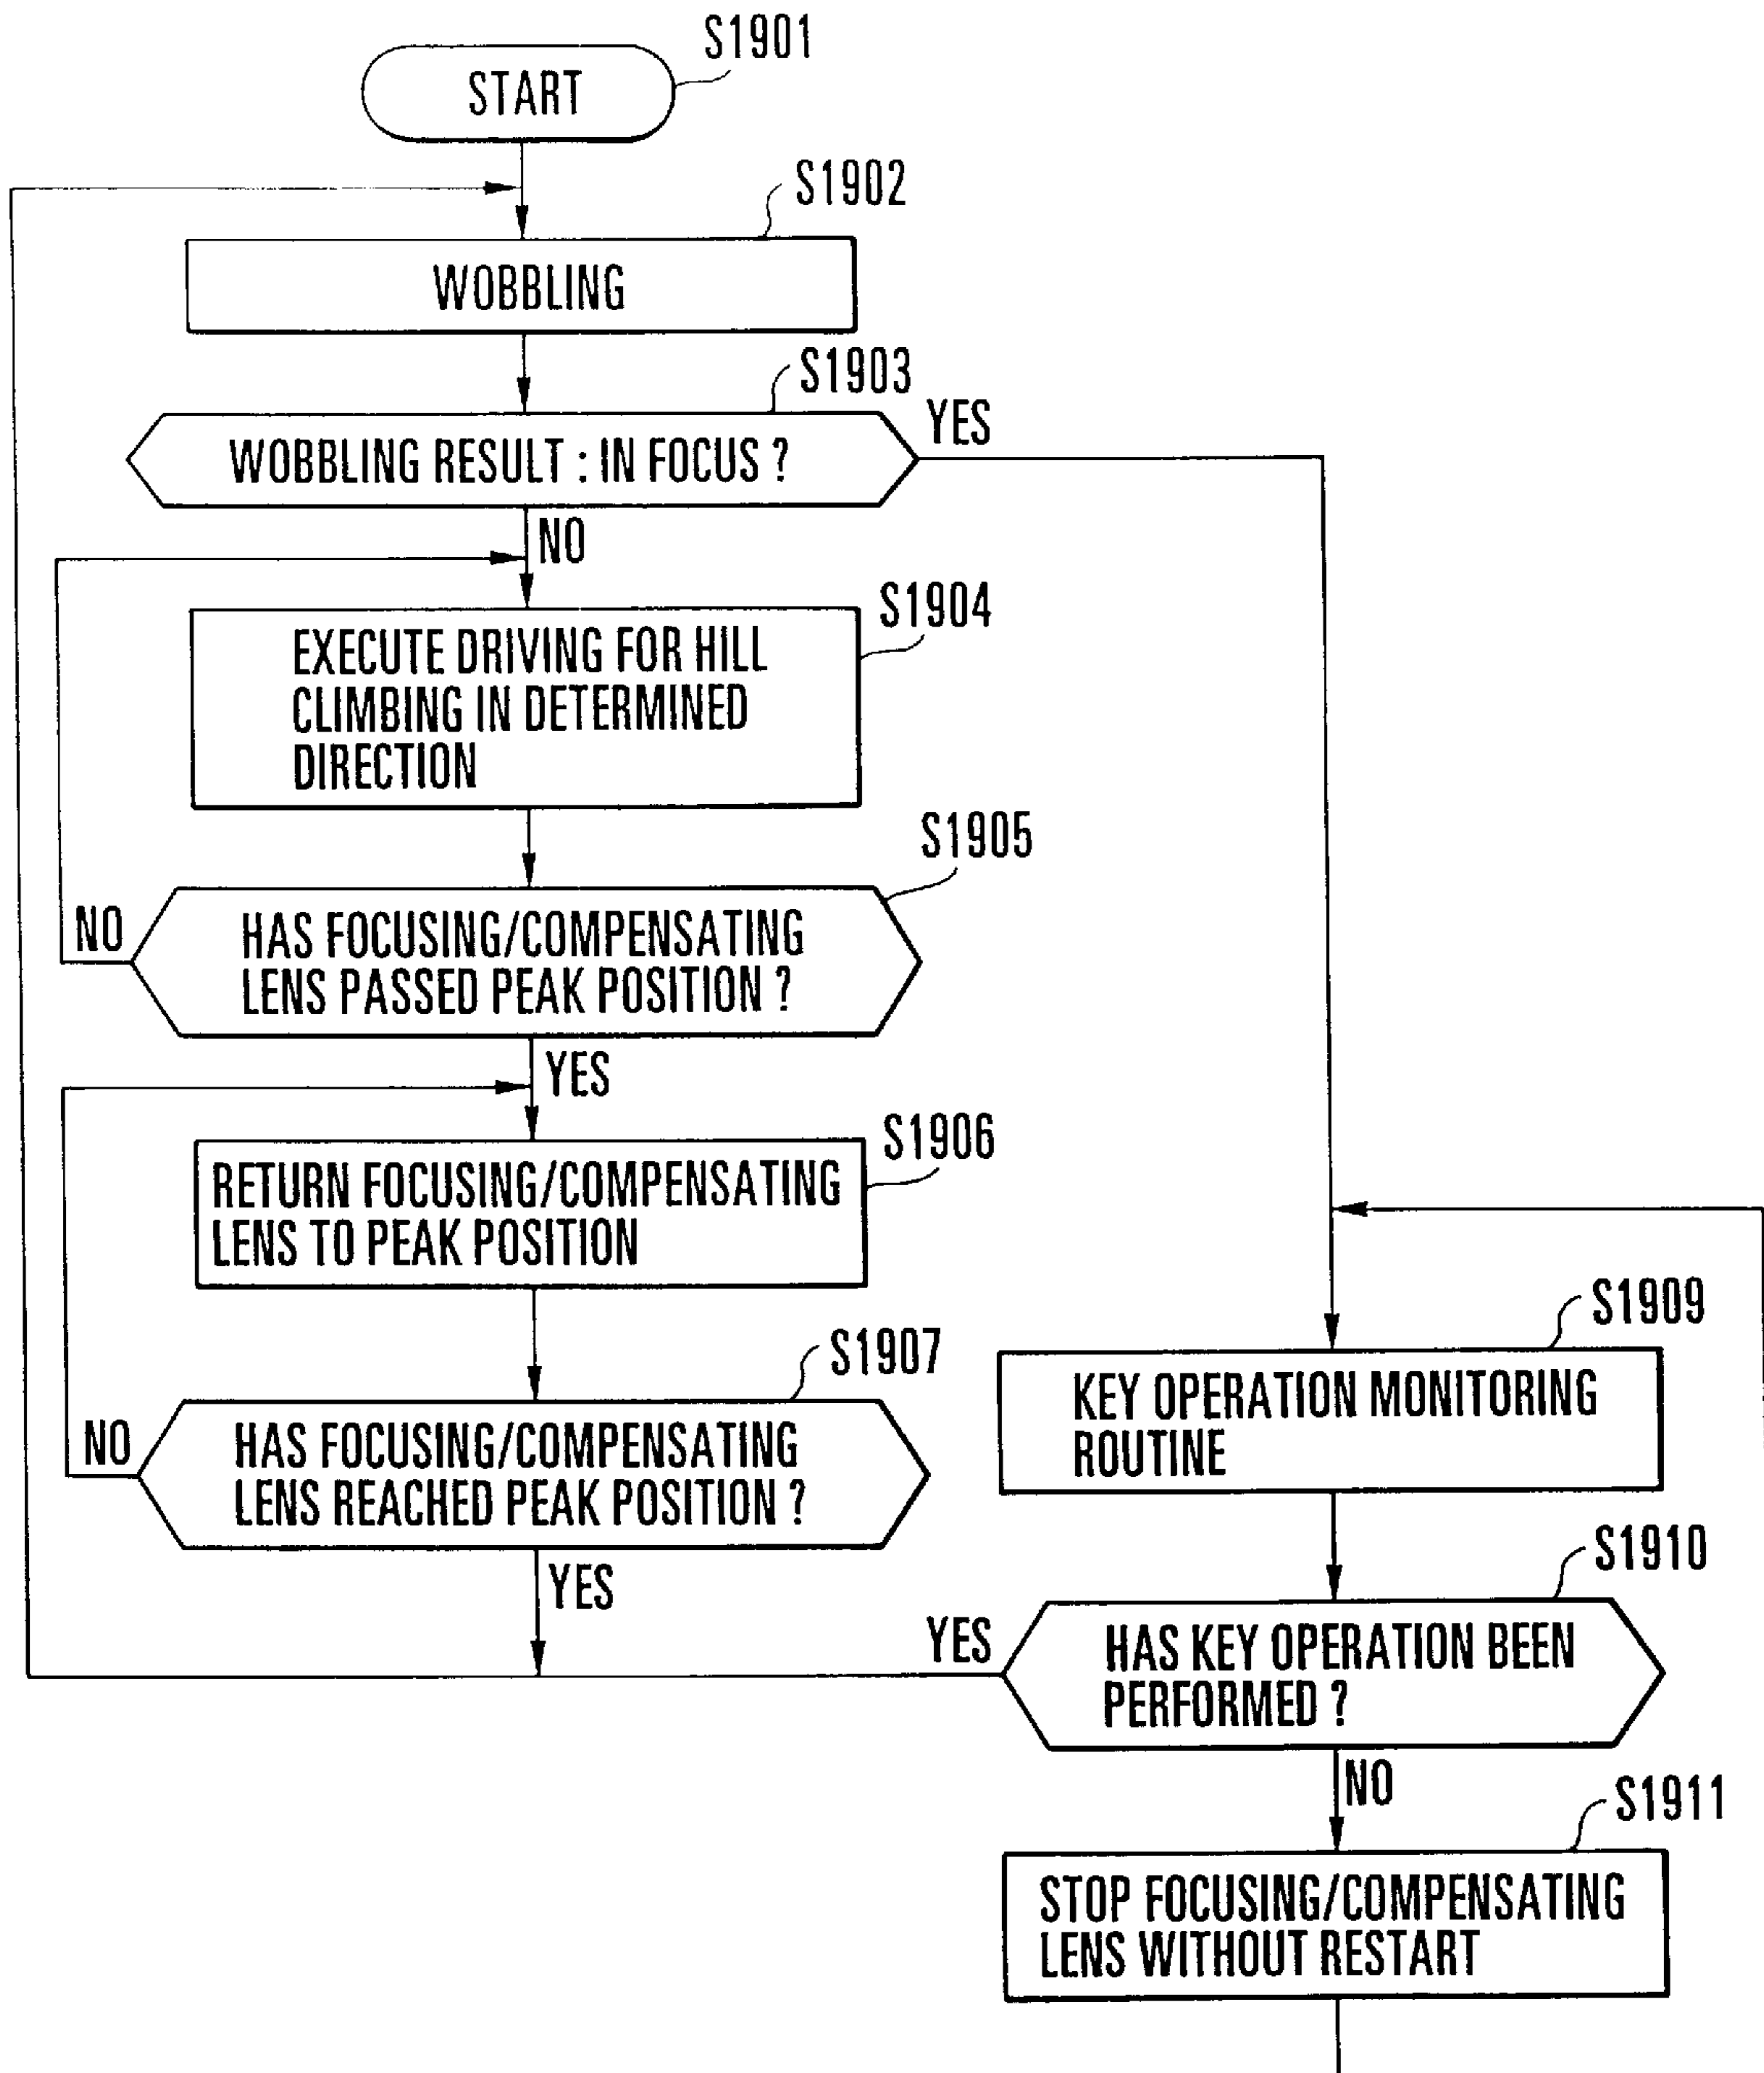 S1901
START
S1902
WOBBLING
S1903
WOBBLING RESULT : IN FOCUS ?
YES
NO
S1904
EXECUTE DRIVING FOR HILL
CLIMBING IN DETERMINED
DIRECTION
S1905
NO
HAS FOCUSING/COMPENSATING
LENS PASSED PEAK POSITION ?
YES
S1906
RETURN FOCUSING/COMPENSATING
LENS TO PEAK POSITION
S1907
NO
HAS FOCUSING/COMPENSATING
LENS REACHED PEAK POSITION ?
YES
S1909
KEY OPERATION MONITORING
ROUTINE
S1910
YES
HAS KEY OPERATION BEEN
PERFORMED ?
NO
S1911
STOP FOCUSING/COMPENSATING
LENS WITHOUT RESTART